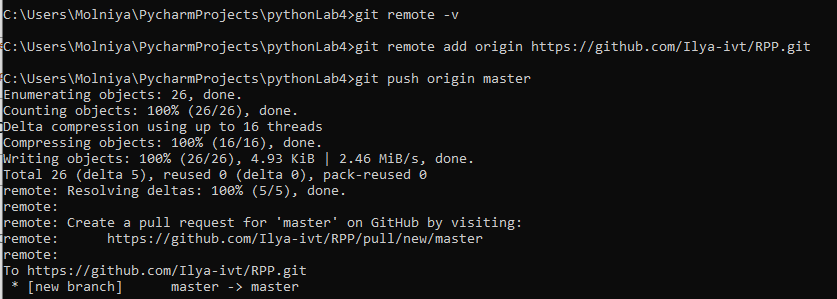 C:\Users\Molniya\PycharmProjects\pythonLab4>git remote -v
C:\Users\Molniya\PycharmProjects\pythonLab4>git remote add origin https://github.com/Ilya-ivt/RPP.git
C:\Users\Molniya\PycharmProjects\pythonLab4>git push origin master
Enumerating objects: 26, done.
Counting objects: 100% (26/26), done.
Delta compression using up to 16 threads
Compressing objects: 100% (16/16), done.
Writing objects: 100% (26/26), 4.93 KiB | 2.46 MiB/s, done.
Total 26 (delta 5), reused 0 (delta 0), pack-reused 0
remote: Resolving deltas: 100% (5/5), done.
remote:
remote: Create a pull request for 'master' on GitHub by visiting:
remote:      https://github.com/Ilya-ivt/RPP/pull/new/master
remote:
To https://github.com/Ilya-ivt/RPP.git
 * [new branch]      master -> master